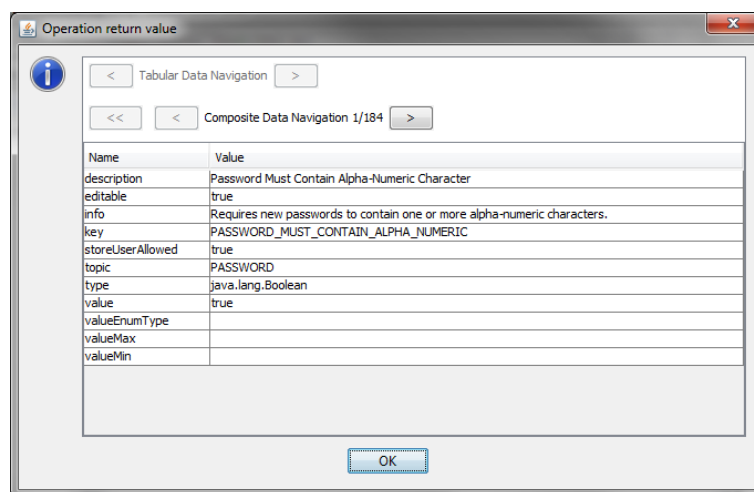 Operation return value
x
< Tabular Data Navigation >
<< < Composite Data Navigation 1/184 >
Name Value
description Password Must Contain Alpha-Numeric Character
editable true
info Requires new passwords to contain one or more alpha-numeric characters.
key PASSWORD_MUST_CONTAIN_ALPHA_NUMERIC
storeUserAllowed true
topic PASSWORD
type java.lang.Boolean
value true
valueEnumType
valueMax
valueMin
OK